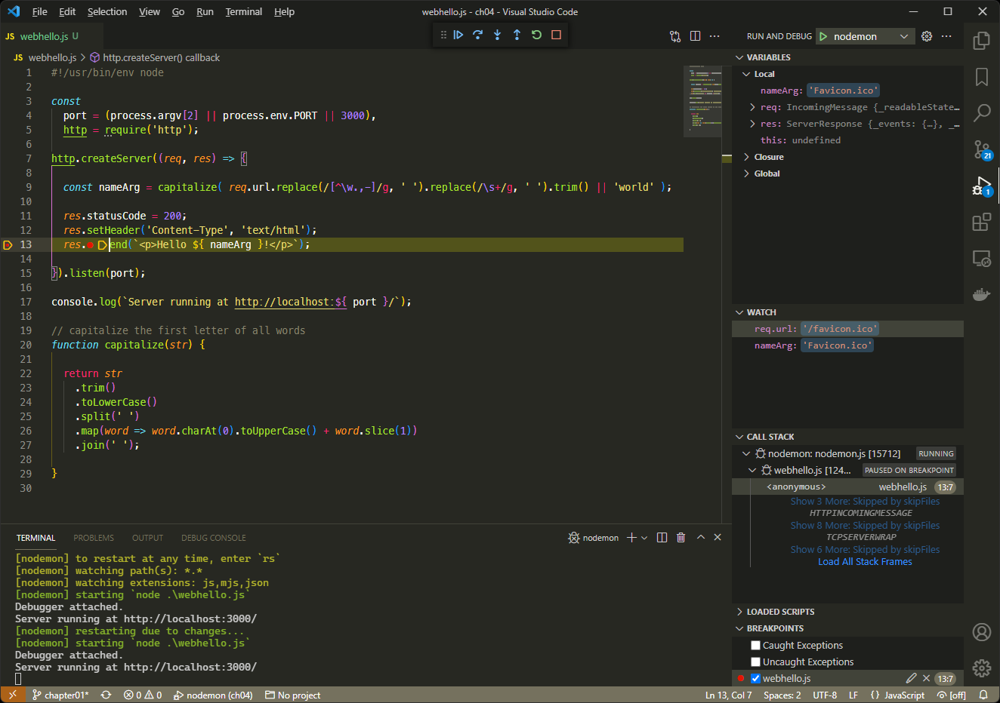 File Edit Selection View Go Run Terminal Help
webhello.js - ch04 - Visual Studio Code
JS webhello.js U
RUN AND DEBUG nodemon
JS webhello.js > http.createServer() callback
1 #!/usr/bin/env node
2
3 const
4 port = (process.argv[2] || process.env.PORT || 3000),
5 http = require('http');
6
7 http.createServer((req, res) => {
8
9 const nameArg = capitalize( req.url.replace(/[^\w.,-]/g, ' ').replace(/\s+/g, ' ').trim() || 'world' );
10
11 res.statusCode = 200;
12 res.setHeader('Content-Type', 'text/html');
13 res.end(`<p>Hello ${ nameArg }!</p>`);
14
15 }).listen(port);
16
17 console.log(`Server running at http://localhost:${ port }/`);
18
19 // capitalize the first letter of all words
20 function capitalize(str) {
21
22 return str
23 .trim()
24 .toLowerCase()
25 .split(' ')
26 .map(word => word.charAt(0).toUpperCase() + word.slice(1))
27 .join(' ');
28
29 }
30
VARIABLES
Local
nameArg: 'Favicon.ico'
req: IncomingMessage {_readableState…
res: ServerResponse {_events: {…}, _…
this: undefined
Closure
Global
21
1
WATCH
req.url: '/favicon.ico'
nameArg: 'Favicon.ico'
CALL STACK
nodemon: nodemon.js [15712] RUNNING
webhello.js [124... PAUSED ON BREAKPOINT
<anonymous> webhello.js 13:7
Show 3 More: Skipped by skipFiles
HTTPINCOMINGMESSAGE
Show 8 More: Skipped by skipFiles
TCPSERVERWRAP
Show 6 More: Skipped by skipFiles
Load All Stack Frames
LOADED SCRIPTS
BREAKPOINTS
Caught Exceptions
Uncaught Exceptions
webhello.js 13:7
TERMINAL PROBLEMS OUTPUT DEBUG CONSOLE
nodemon
[nodemon] to restart at any time, enter `rs`
[nodemon] watching path(s): *.*
[nodemon] watching extensions: js,mjs,json
[nodemon] starting `node .\webhello.js`
Debugger attached.
Server running at http://localhost:3000/
[nodemon] restarting due to changes...
[nodemon] starting `node .\webhello.js`
Debugger attached.
Server running at http://localhost:3000/
chapter01* 0 0 nodemon (ch04) No project
Ln 13, Col 7 Spaces: 2 UTF-8 LF {} JavaScript [off]